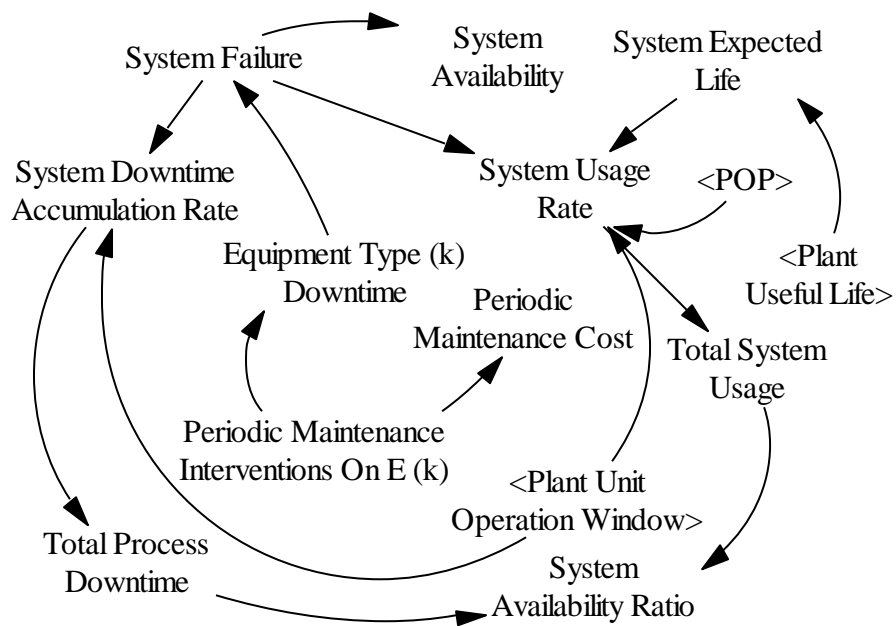 System Failure
System
Availability
System Expected
Life
System Downtime
Accumulation Rate
System Usage
Rate
<POP>
Equipment Type (k)
Downtime
<Plant
Useful Life>
Periodic
Maintenance Cost
Total System
Usage
Periodic Maintenance
Interventions On E (k)
<Plant Unit
Operation Window>
Total Process
Downtime
System
Availability Ratio